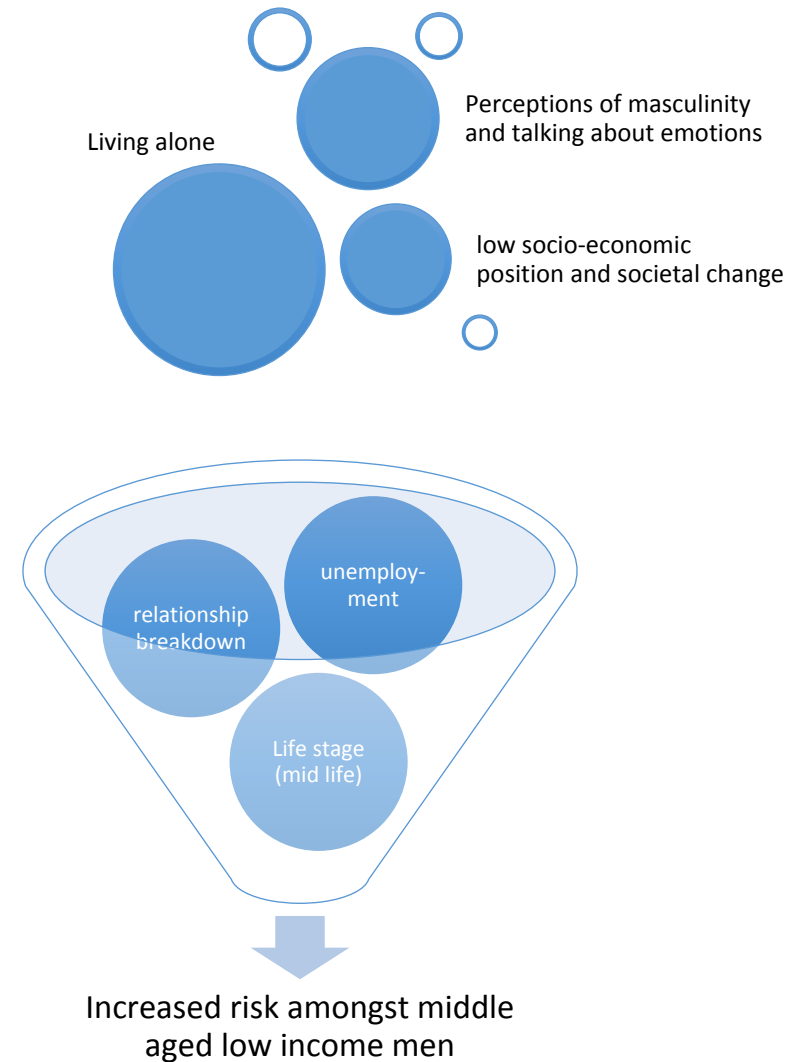 Perceptions of masculinity
and talking about emotions
Living alone
low socio-economic
position and societal change
unemploy-
ment
relationship
breakdown
Life stage
(mid life)
Increased risk amongst middle
aged low income men